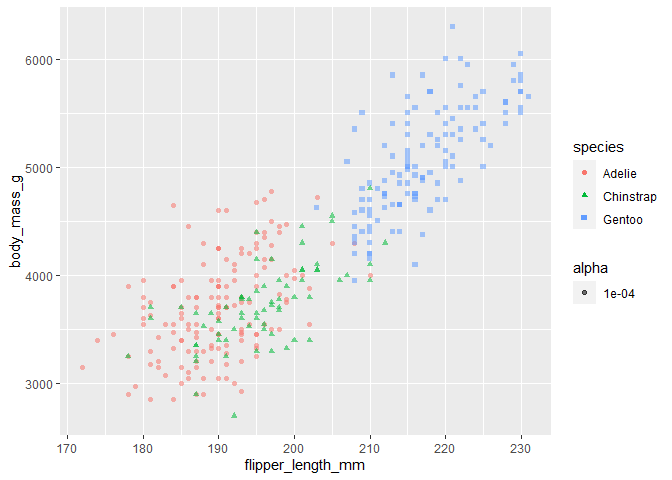 body_mass_g
6000
5000
4000
3000
170
180
190
200
210
220
230
flipper_length_mm
species
Adelie
Chinstrap
Gentoo
alpha
1e-04